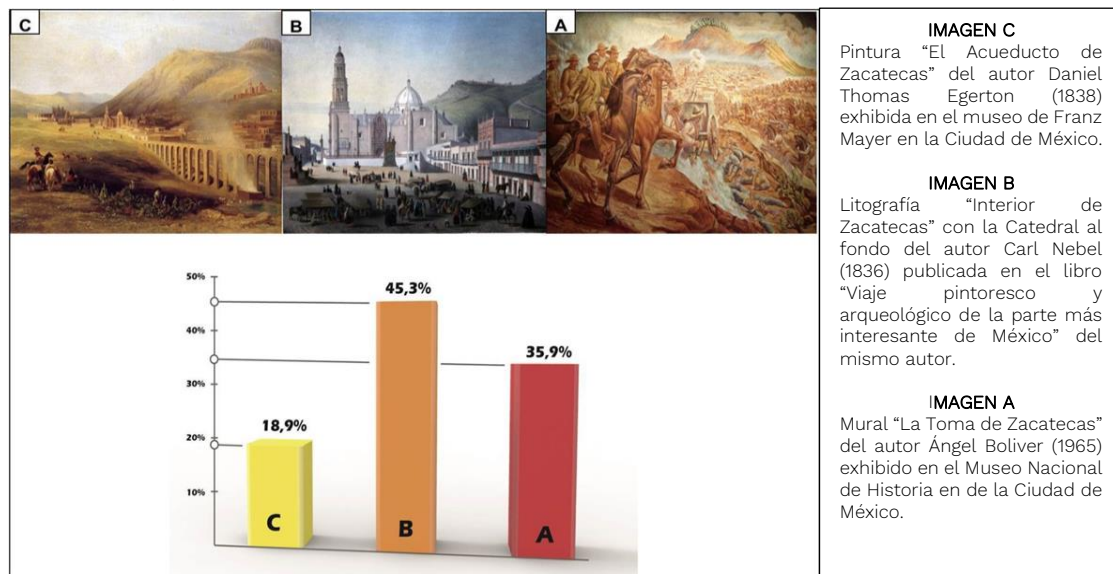 C
B
A
IMAGEN C
Pintura “El Acueducto de
Zacatecas” del autor Daniel
Thomas Egerton (1838)
exhibida en el museo de Franz
Mayer en la Ciudad de México.
IMAGEN B
Litografía “Interior de
Zacatecas” con la Catedral al
fondo del autor Carl Nebel
(1836) publicada en el libro
“Viaje pintoresco y
arqueológico de la parte más
interesante de México” del
mismo autor.
IMAGEN A
Mural “La Toma de Zacatecas”
del autor Ángel Boliver (1965)
exhibido en el Museo Nacional
de Historia en de la Ciudad de
México.
50%
40%
30%
20%
10%
18,9%
45,3%
35,9%
C
B
A